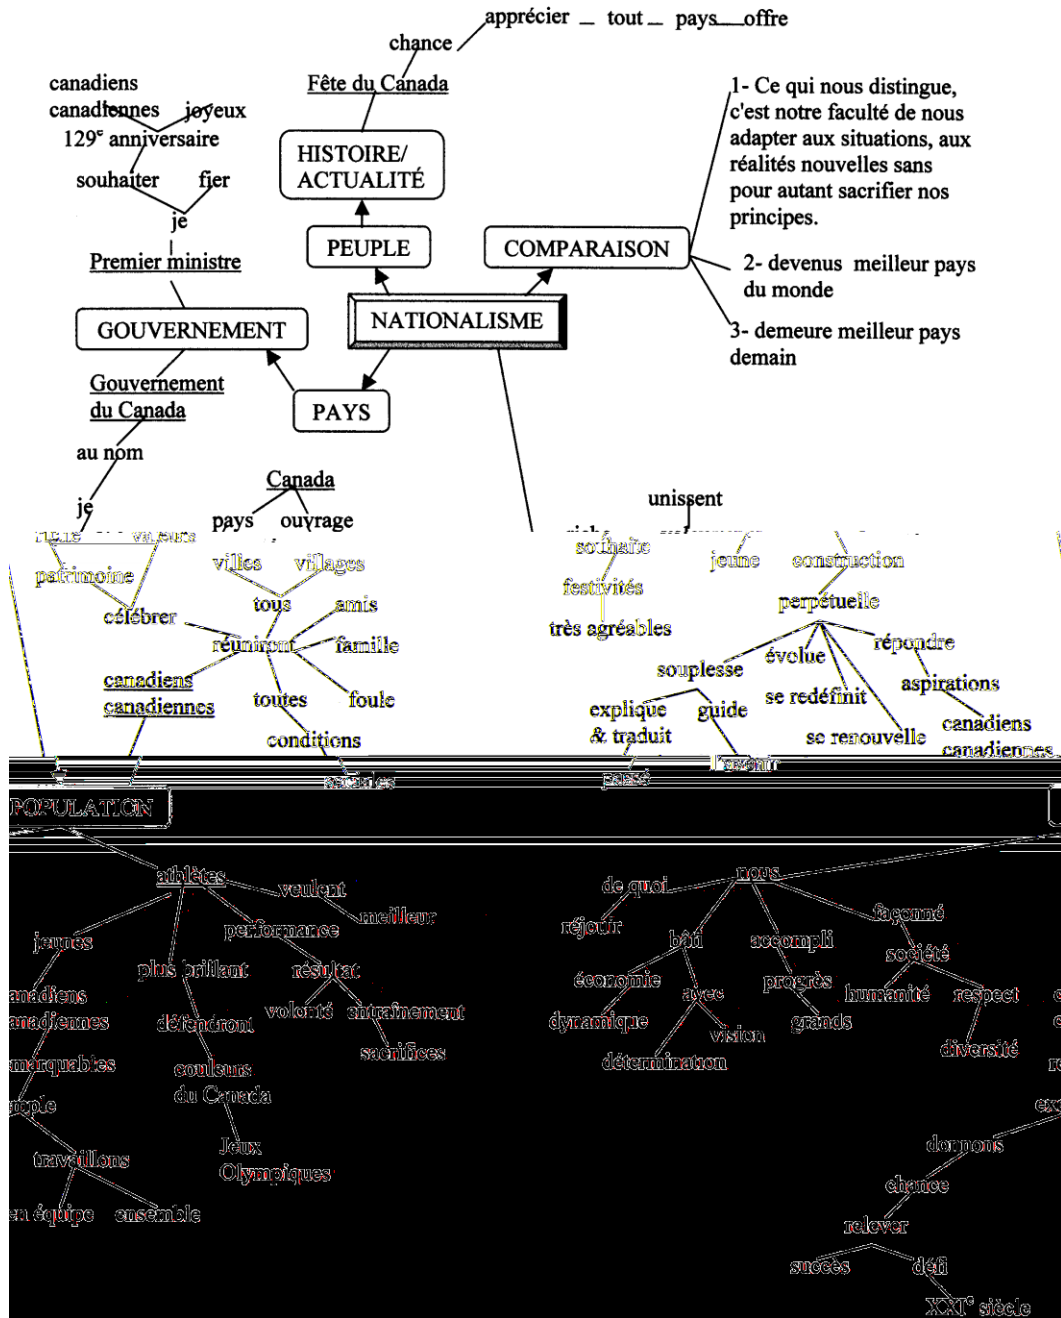 apprécier tout pays offre
chance
Fête du Canada
canadiens
canadiennes joyeux
129e anniversaire
souhaiter fier
je
Premier ministre
HISTOIRE/
ACTUALITÉ
PEUPLE
COMPARAISON
1- Ce qui nous distingue,
c'est notre faculté de nous
adapter aux situations, aux
réalités nouvelles sans
pour autant sacrifier nos
principes.
2- devenus meilleur pays
du monde
3- demeure meilleur pays
demain
NATIONALISME
GOUVERNEMENT
Gouvernement
du Canada
PAYS
au nom
je
Canada
pays ouvrage
unissent
patrimoine
célébrer
villes villages
tous amis
réuniront famille
canadiens
canadiennes
toutes foule
conditions
souhaite
festivités
très agréables
jeune construction
perpétuelle
souplesse évolue répondre
explique
& traduit
guide
se redéfinit
aspirations
se renouvelle
canadiens
canadiennes
passé
POPULATION
athlètes
veulent
meilleur
jeunes
performance
plus brillant
résultat
anadiens
anadiennes
défendront
volonté entraînement
sacrifices
marquables
couleurs
du Canada
mple
Jeux
Olympiques
travaillons
en équipe ensemble
de quoi nous
réjouir
bâti accompli façonné
société
économie
avec
progrès
humanité respect
dynamique
vision
grands
détermination
diversité
donnons
chance
relever
succès défi
XXIe siècle